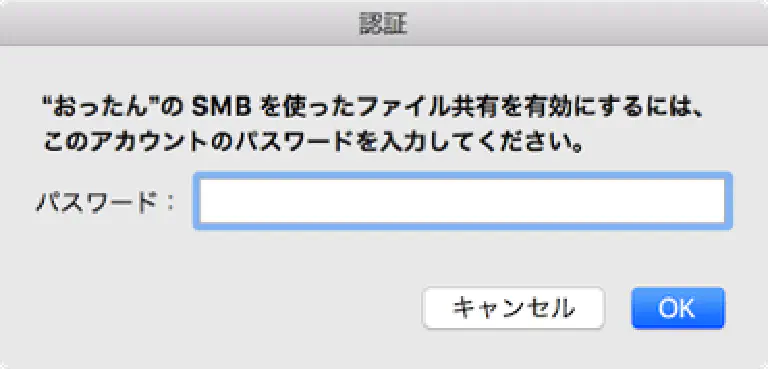 認証
“おったん”の SMB を使ったファイル共有を有効にするには、
このアカウントのパスワードを入力してください。
パスワード：
キャンセル OK